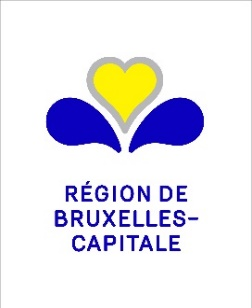 RÉGION DE
BRUXELLES-
CAPITALE